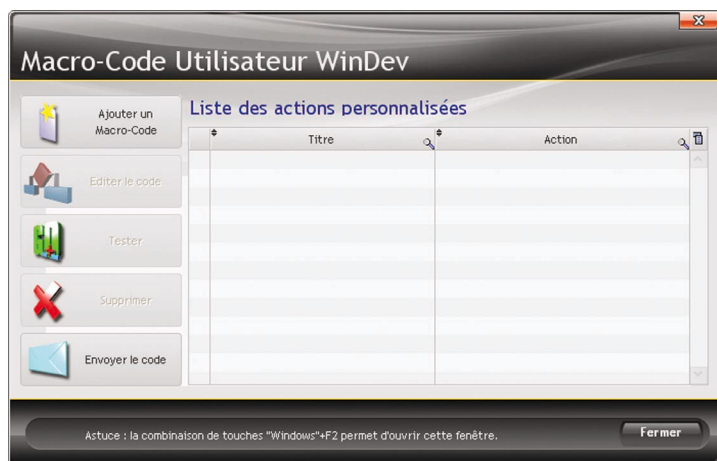 Macro-Code Utilisateur WinDev
Ajouter un
Macro-Code
Editer le code
Tester
Supprimer
Envoyer le code
Liste des actions personnalisées
Titre
Action
Astuce : la combinaison de touches "Windows"+F2 permet d'ouvrir cette fenêtre.
Fermer